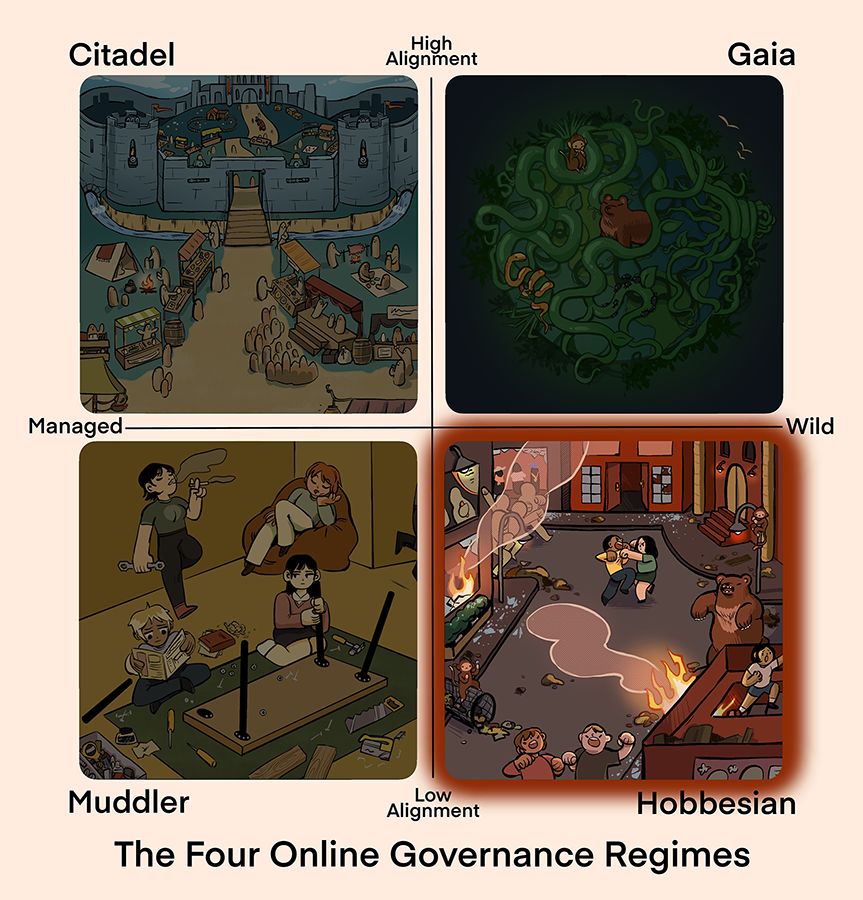 Citadel
High
Alignment
Gaia
Managed
Wild
Muddler
Low
Alignment
Hobbesian
The Four Online Governance Regimes